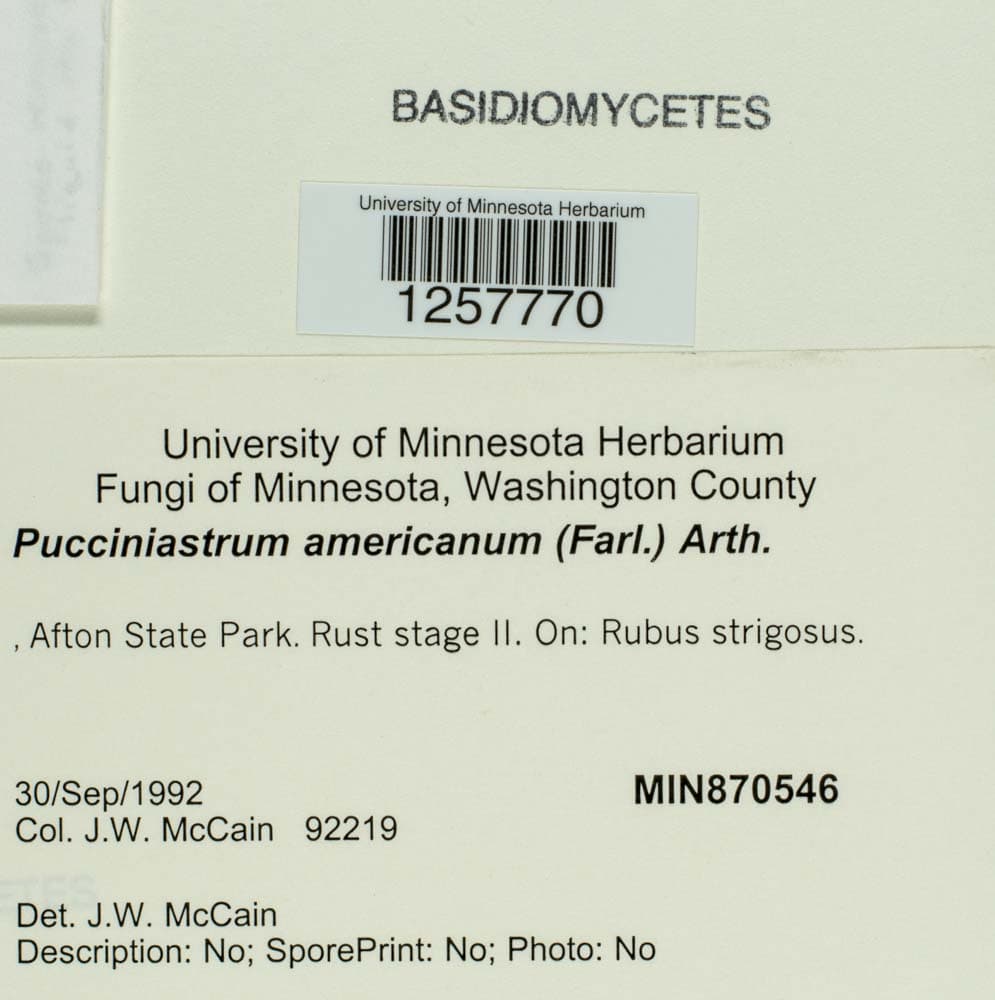 BASIDIOMYCETES
University of Minnesota Herbarium
1257770
University of Minnesota Herbarium
Fungi of Minnesota, Washington County
Pucciniastrum americanum (Farl.) Arth.
, Afton State Park. Rust stage II. On: Rubus strigosus.
30/Sep/1992
MIN870546
Col. J.W. McCain 92219
Det. J.W. McCain
Description: No; SporePrint: No; Photo: No